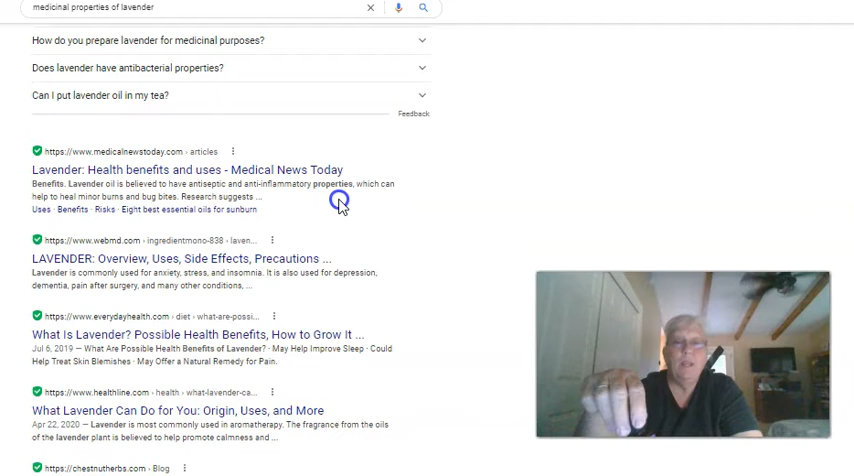 medicinal properties of lavender
How do you prepare lavender for medicinal purposes?
Does lavender have antibacterial properties?
Can I put lavender oil in my tea?
Feedback
https://www.medicalnewstoday.com › articles
Lavender: Health benefits and uses - Medical News Today
Benefits. Lavender oil is believed to have antiseptic and anti-inflammatory properties, which can
help to heal minor burns and bug bites. Research suggests ...
Uses · Benefits · Risks · Eight best essential oils for sunburn
https://www.webmd.com › ingredientmono-838 › laven...
LAVENDER: Overview, Uses, Side Effects, Precautions ...
Lavender is commonly used for anxiety, stress, and insomnia. It is also used for depression,
dementia, pain after surgery, and many other conditions, ...
https://www.everydayhealth.com › diet › what-are-possi...
What Is Lavender? Possible Health Benefits, How to Grow It ...
Jul 6, 2019 — What Are Possible Health Benefits of Lavender? · May Help Improve Sleep · Could
Help Treat Skin Blemishes · May Offer a Natural Remedy for Pain.
https://www.healthline.com › health › what-lavender-ca...
What Lavender Can Do for You: Origin, Uses, and More
Apr 22, 2020 — Lavender is most commonly used in aromatherapy. The fragrance from the oils
of the lavender plant is believed to help promote calmness and ...
https://chestnutherbs.com › Blog